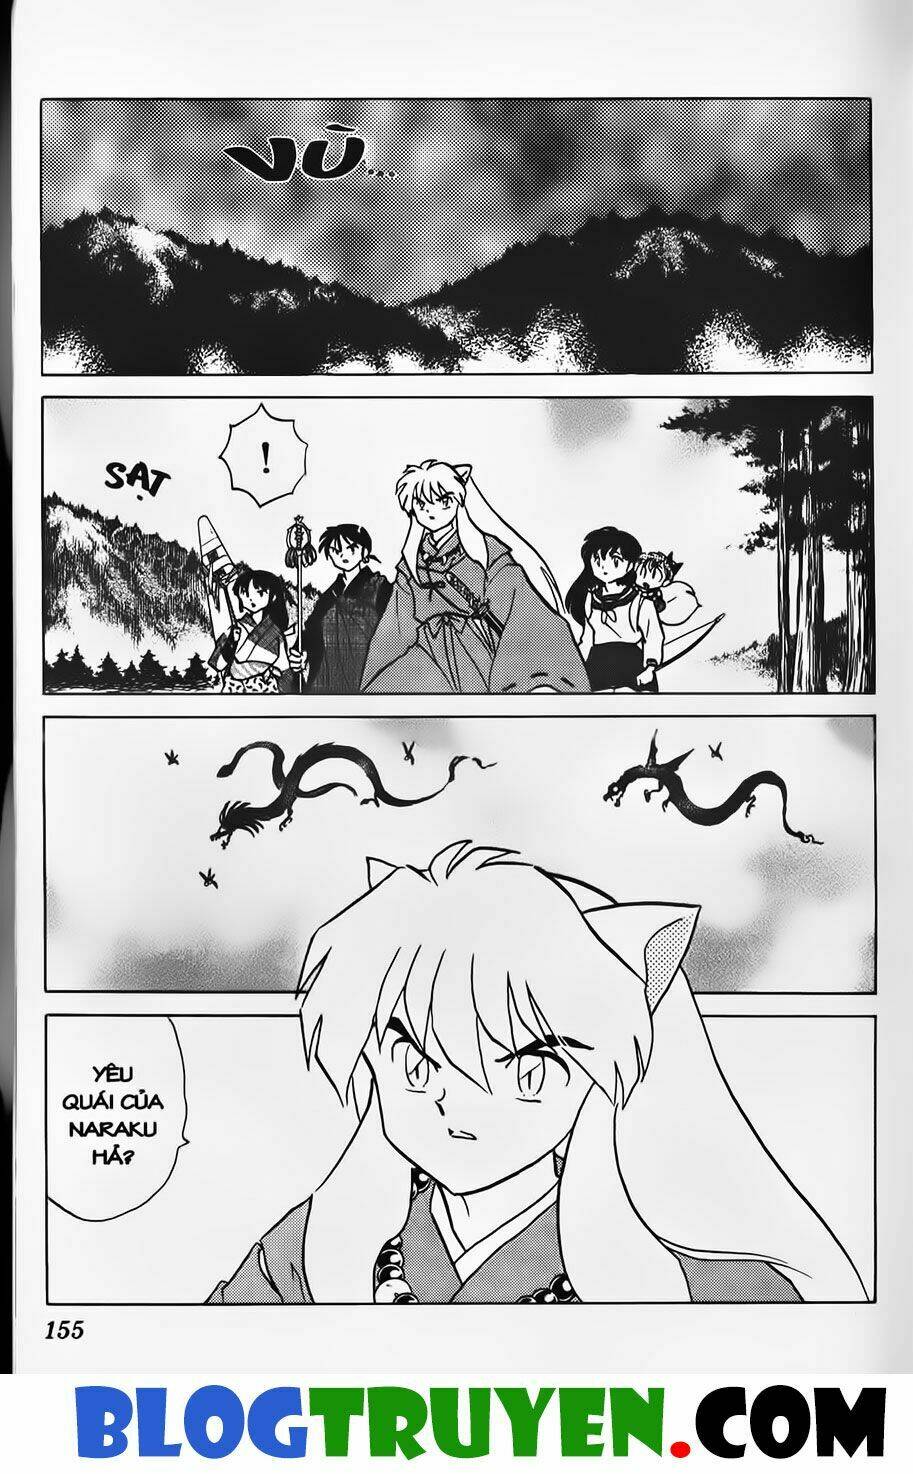 VÙ...
!
SẠT
YÊU
QUÁI CỦA
NARAKU
HẢ?
155
BLOGTRUYEN.COM